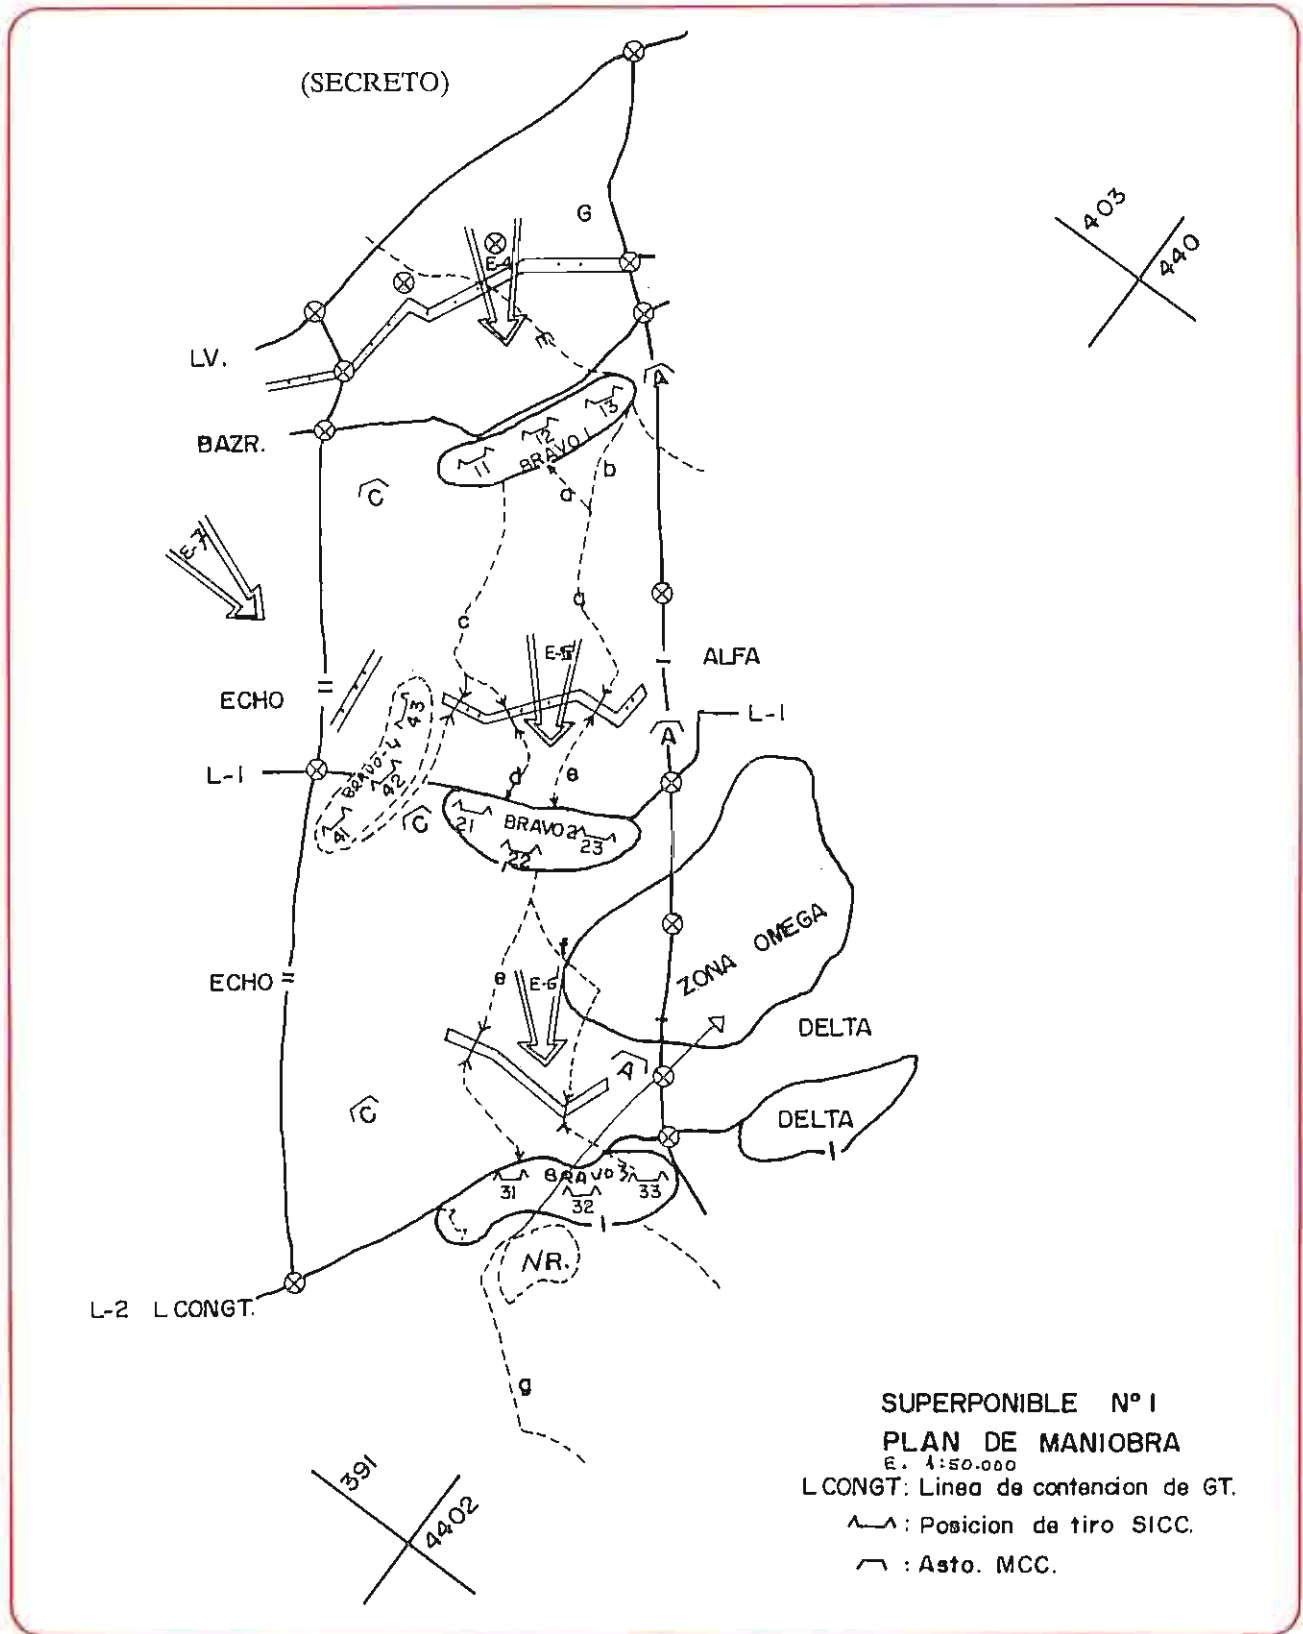 (SECRETO)
403
440
G
E-4
LV.
A
13
12
11
BRAVO 1
BAZR.
b
a
C
E-7
a
c
E-5
ALFA
ECHO
L-1
43
BRAVO-4
42
41
A
L-1
d
e
C
21
BRAVO 2
23
22
ZONA OMEGA
f
e
E-6
ECHO
DELTA
A
C
DELTA
BRAVO 3
31
32
33
NR.
L-2 L CONGT.
g
391
4402
SUPERPONIBLE Nº 1
PLAN DE MANIOBRA
E. 1:50.000
L CONGT: Linea de contencion de GT.
: Posicion de tiro SICC.
: Asto. MCC.